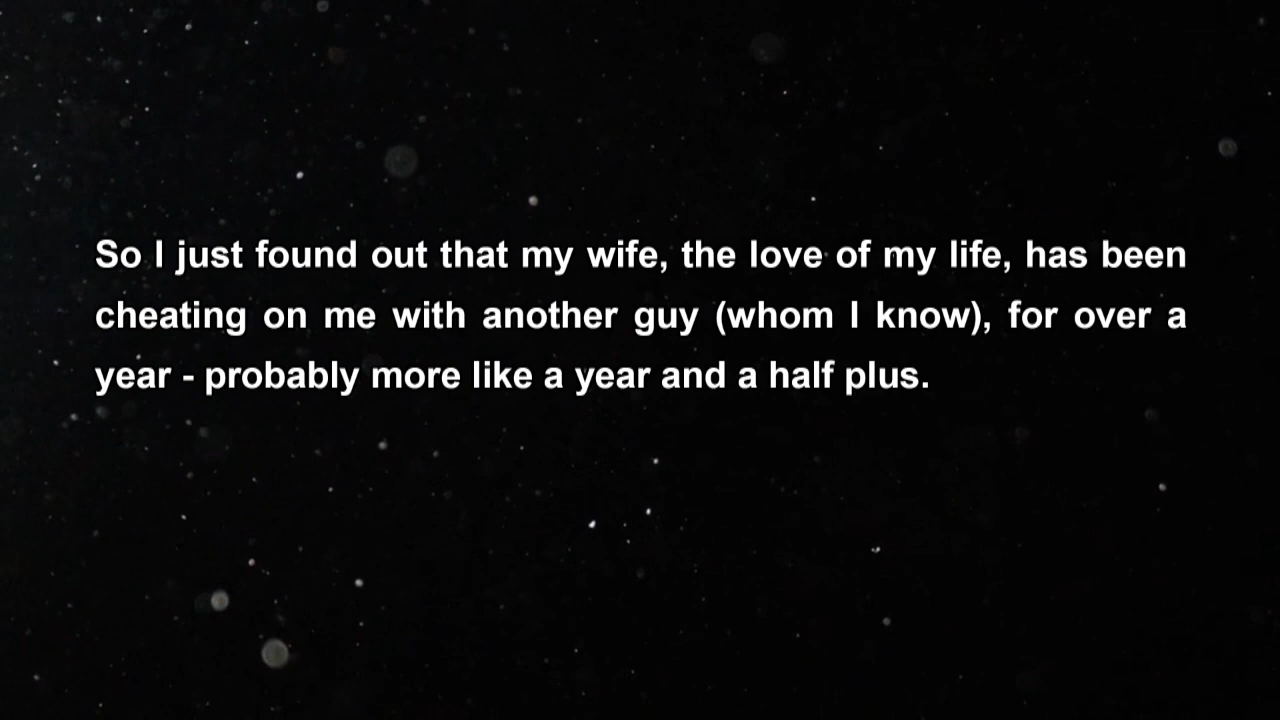 So I just found out that my wife, the love of my life, has been
cheating on me with another guy (whom I know), for over a
year - probably more like a year and a half plus.